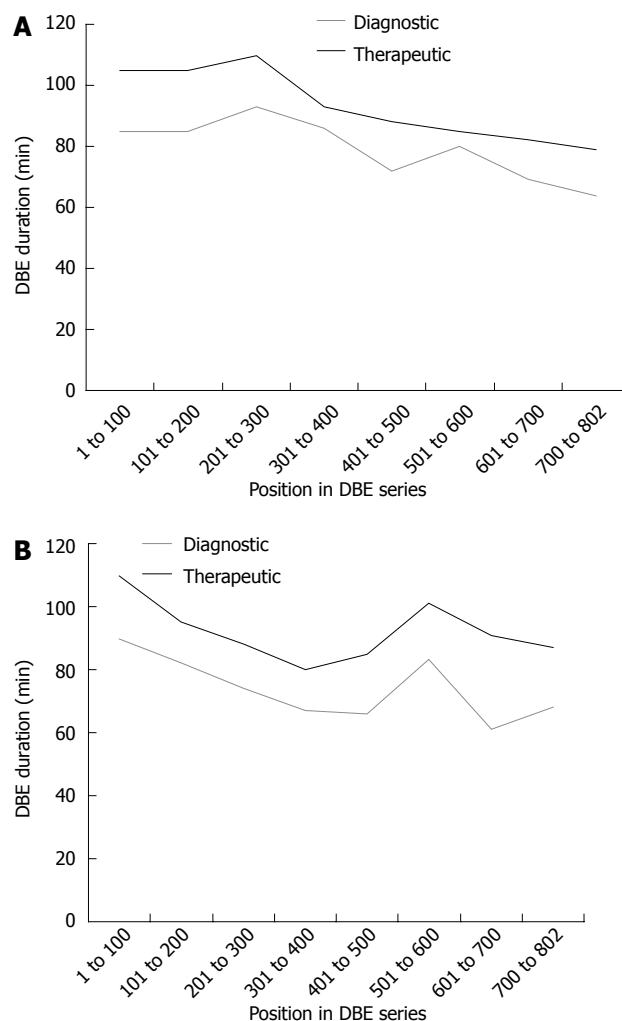 A
Diagnostic
Therapeutic
120
100
80
60
40
20
0
DBE duration (min)
1 to 100
101 to 200
201 to 300
301 to 400
401 to 500
501 to 600
601 to 700
700 to 802
Position in DBE series
B
Diagnostic
Therapeutic
120
100
80
60
40
20
0
DBE duration (min)
1 to 100
101 to 200
201 to 300
301 to 400
401 to 500
501 to 600
601 to 700
700 to 802
Position in DBE series